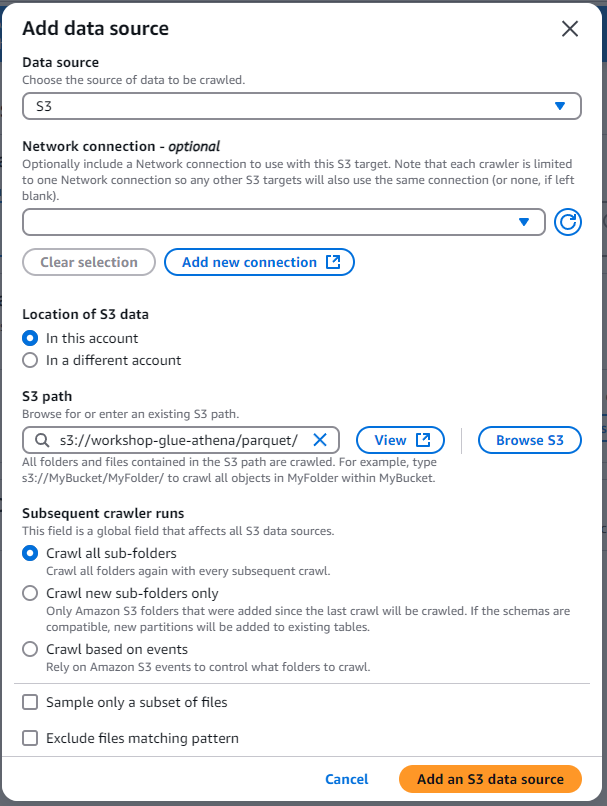 Add data source
Data source
Choose the source of data to be crawled.
S3
Network connection - optional
Optionally include a Network connection to use with this S3 target. Note that each crawler is limited
to one Network connection so any other S3 targets will also use the same connection (or none, if left
blank).
Clear selection
Add new connection
Location of S3 data
In this account
In a different account
S3 path
Browse for or enter an existing S3 path.
s3://workshop-glue-athena/parquet/
View
Browse S3
All folders and files contained in the S3 path are crawled. For example, type
s3://MyBucket/MyFolder/ to crawl all objects in MyFolder within MyBucket.
Subsequent crawler runs
This field is a global field that affects all S3 data sources.
Crawl all sub-folders
Crawl all folders again with every subsequent crawl.
Crawl new sub-folders only
Only Amazon S3 folders that were added since the last crawl will be crawled. If the schemas are
compatible, new partitions will be added to existing tables.
Crawl based on events
Rely on Amazon S3 events to control what folders to crawl.
Sample only a subset of files
Exclude files matching pattern
Cancel
Add an S3 data source